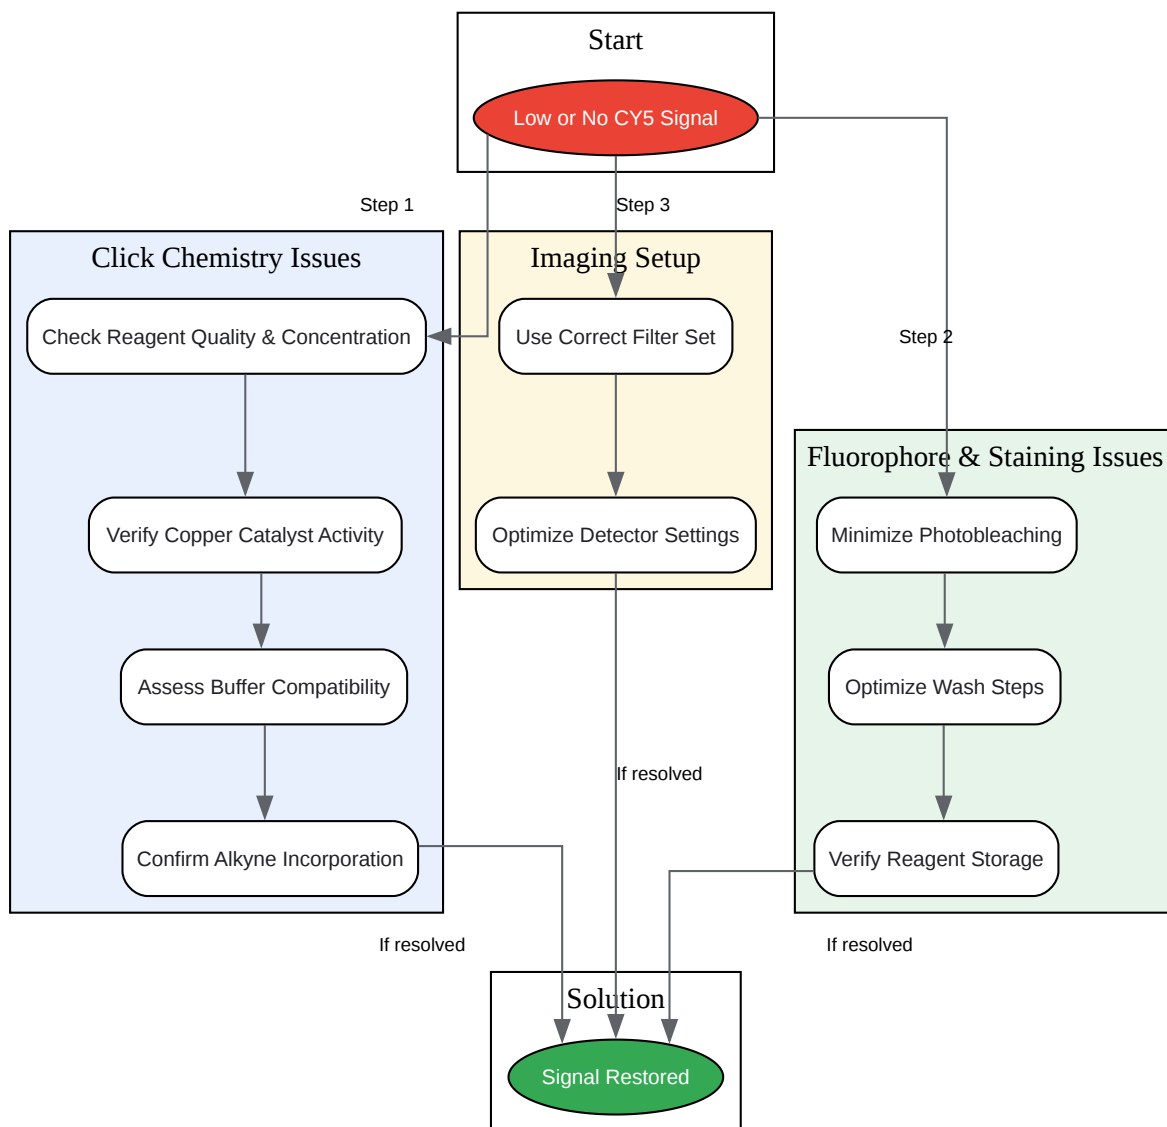 Start
Low or No CY5 Signal
Step 1
Step 3
Step 2
Click Chemistry Issues
Check Reagent Quality & Concentration
Verify Copper Catalyst Activity
Assess Buffer Compatibility
Confirm Alkyne Incorporation
If resolved
Imaging Setup
Use Correct Filter Set
Optimize Detector Settings
If resolved
Fluorophore & Staining Issues
Minimize Photobleaching
Optimize Wash Steps
Verify Reagent Storage
If resolved
Solution
Signal Restored